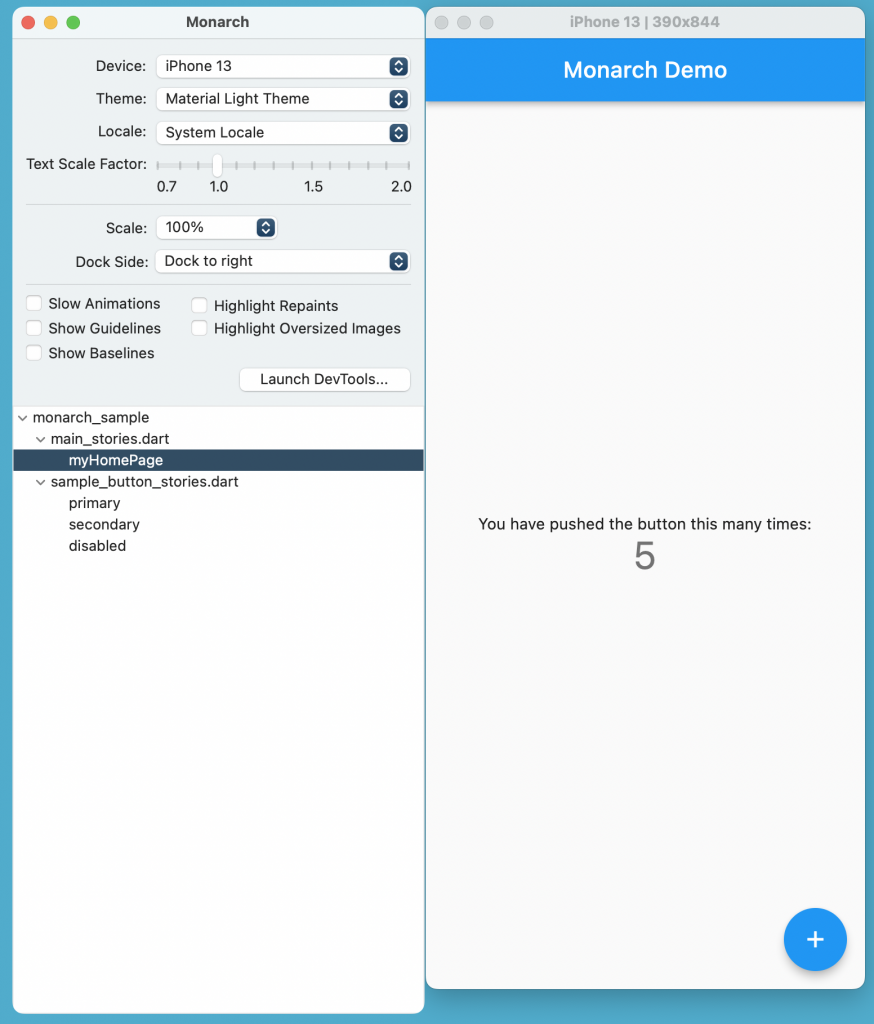 Monarch
Device: iPhone 13
Theme: Material Light Theme
Locale: System Locale
Text Scale Factor:
0.7 1.0 1.5 2.0
Scale: 100%
Dock Side: Dock to right
Slow Animations Highlight Repaints
Show Guidelines Highlight Oversized Images
Show Baselines
Launch DevTools...
monarch_sample
main_stories.dart
myHomePage
sample_button_stories.dart
primary
secondary
disabled
iPhone 13 | 390x844
Monarch Demo
You have pushed the button this many times:
5
+